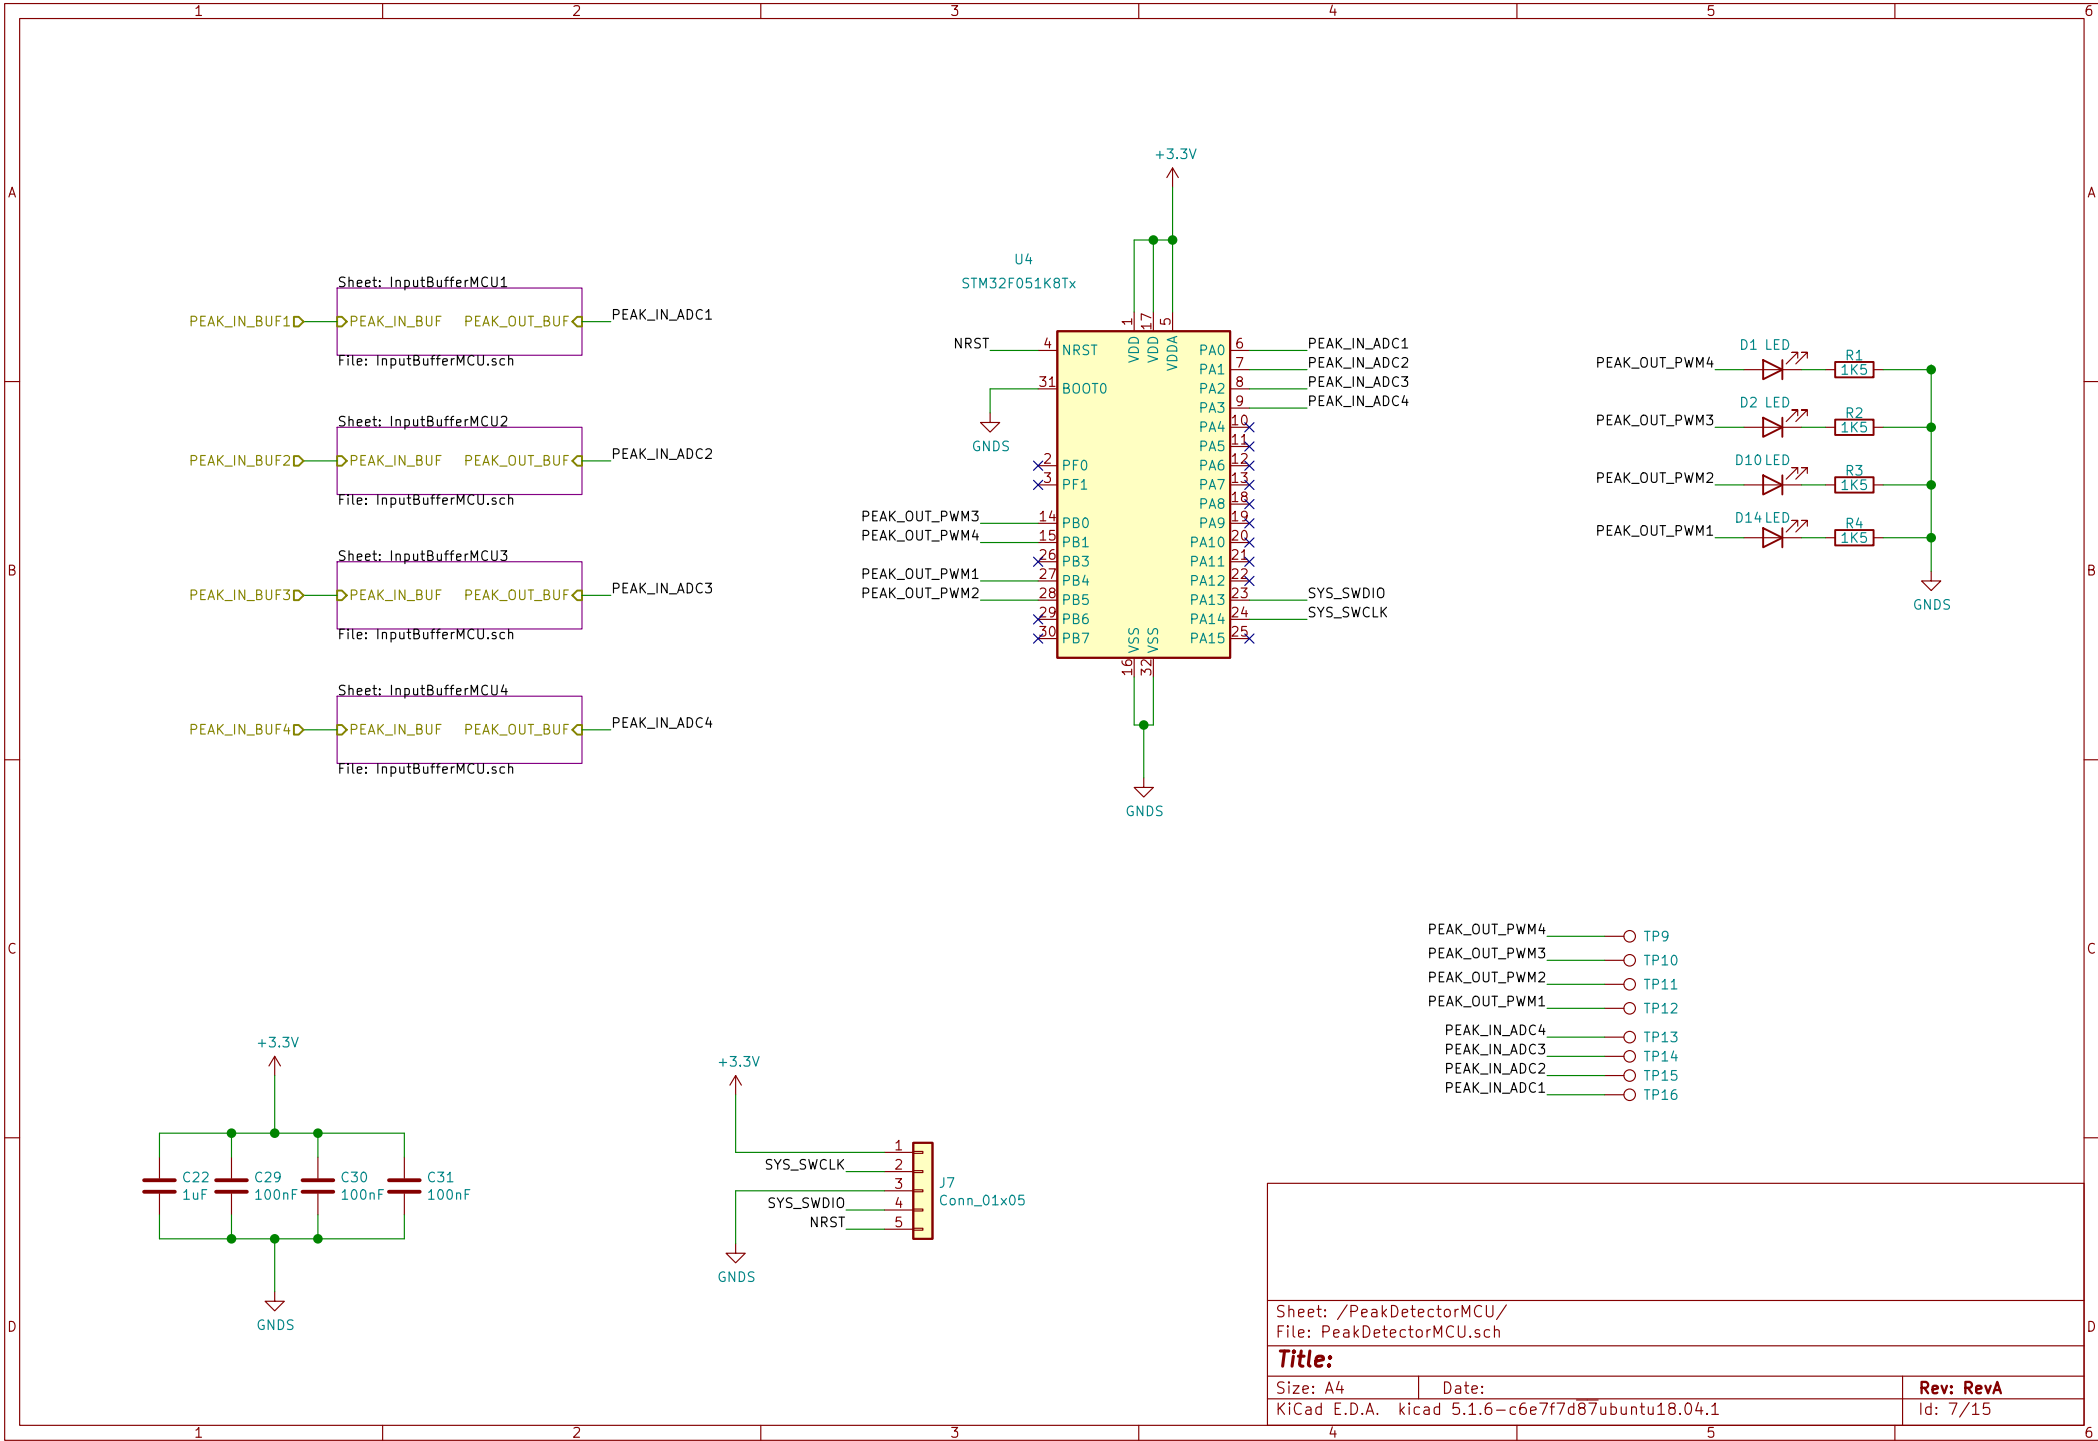 1 2 3 4 5 6
A A
B B
C C
D D
Sheet: InputBufferMCU1
PEAK_IN_BUF1 PEAK_IN_BUF PEAK_OUT_BUF PEAK_IN_ADC1
File: InputBufferMCU.sch
Sheet: InputBufferMCU2
PEAK_IN_BUF2 PEAK_IN_BUF PEAK_OUT_BUF PEAK_IN_ADC2
File: InputBufferMCU.sch
Sheet: InputBufferMCU3
PEAK_IN_BUF3 PEAK_IN_BUF PEAK_OUT_BUF PEAK_IN_ADC3
File: InputBufferMCU.sch
Sheet: InputBufferMCU4
PEAK_IN_BUF4 PEAK_IN_BUF PEAK_OUT_BUF PEAK_IN_ADC4
File: InputBufferMCU.sch
+3.3V
U4
STM32F051K8Tx
1 17 5
VDD VDD VDDA
NRST 4 NRST
31 BOOT0
GNDS
2 PF0
3 PF1
PEAK_OUT_PWM3 14 PB0
PEAK_OUT_PWM4 15 PB1
26 PB3
PEAK_OUT_PWM1 27 PB4
PEAK_OUT_PWM2 28 PB5
29 PB6
30 PB7
PA0 6 PEAK_IN_ADC1
PA1 7 PEAK_IN_ADC2
PA2 8 PEAK_IN_ADC3
PA3 9 PEAK_IN_ADC4
PA4 10
PA5 11
PA6 12
PA7 13
PA8 18
PA9 19
PA10 20
PA11 21
PA12 22
PA13 23 SYS_SWDIO
PA14 24 SYS_SWCLK
PA15 25
VSS VSS
16 32
GNDS
PEAK_OUT_PWM4 D1 LED R1 1K5
PEAK_OUT_PWM3 D2 LED R2 1K5
PEAK_OUT_PWM2 D10 LED R3 1K5
PEAK_OUT_PWM1 D14 LED R4 1K5
GNDS
PEAK_OUT_PWM4 TP9
PEAK_OUT_PWM3 TP10
PEAK_OUT_PWM2 TP11
PEAK_OUT_PWM1 TP12
PEAK_IN_ADC4 TP13
PEAK_IN_ADC3 TP14
PEAK_IN_ADC2 TP15
PEAK_IN_ADC1 TP16
+3.3V
C22 C29 C30 C31
1uF 100nF 100nF 100nF
GNDS
+3.3V
1
SYS_SWCLK 2
3
SYS_SWDIO 4
NRST 5
J7
Conn_01x05
GNDS
Sheet: /PeakDetectorMCU/
File: PeakDetectorMCU.sch
Title:
Size: A4 Date: Rev: RevA
KiCad E.D.A. kicad 5.1.6-c6e7f7d87ubuntu18.04.1 Id: 7/15
1 2 3 4 5 6